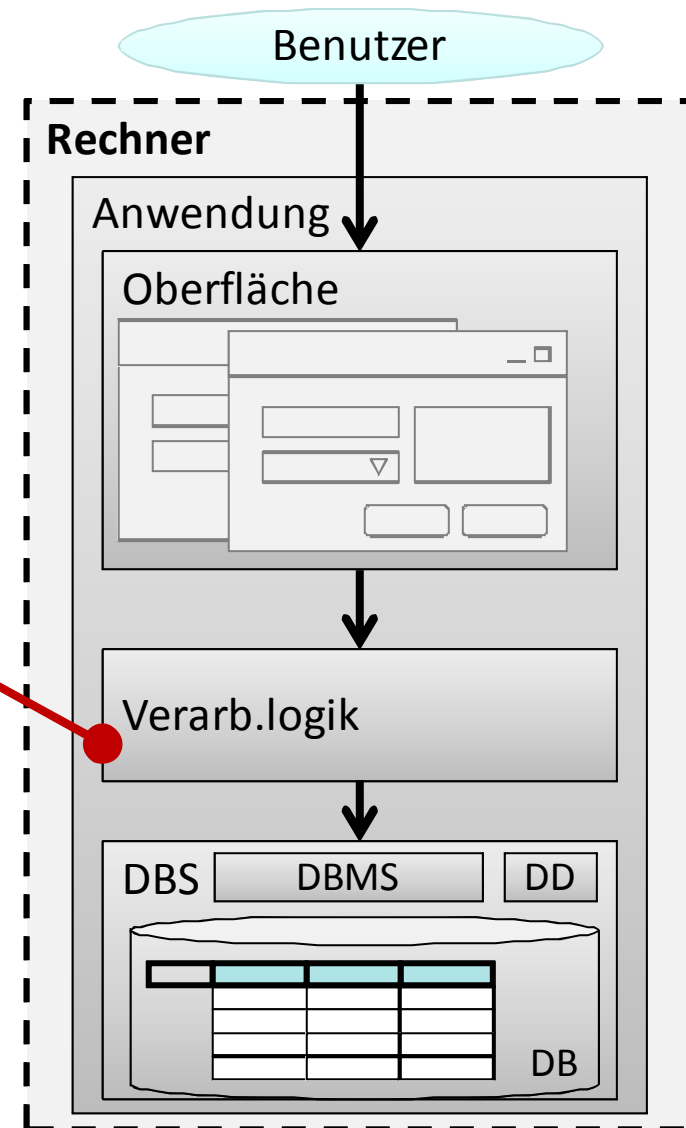 Benutzer
Rechner
Anwendung
Oberfläche
Verarb.logik
DBS DBMS DD
DB